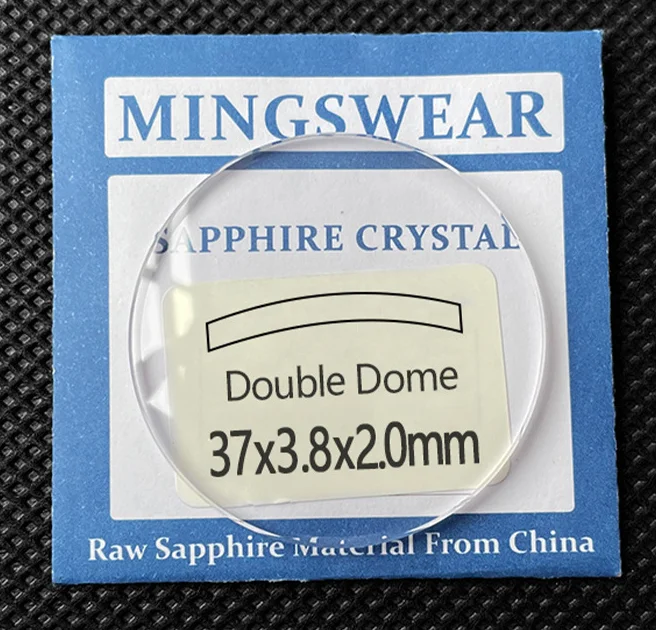 MINGSWEAR
SAPPHIRE CRYSTAL
Double Dome
37x3.8x2.0mm
Raw Sapphire Material From China